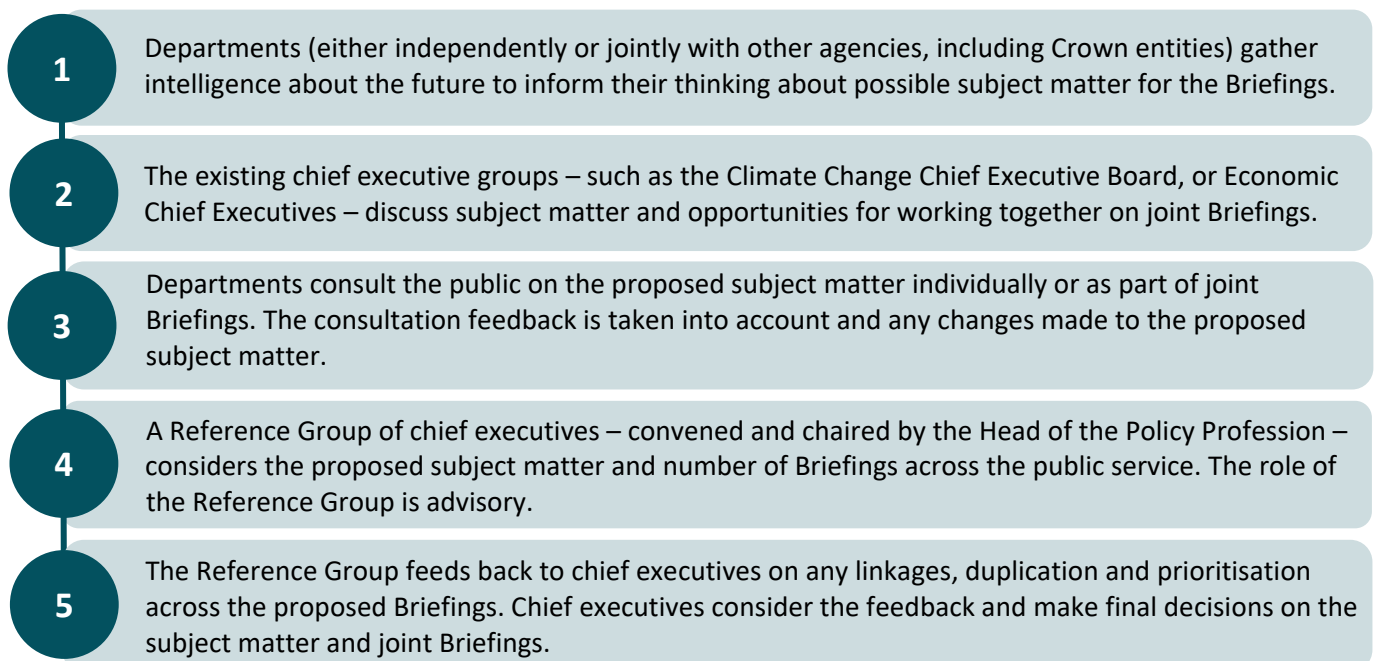 1
Departments (either independently or jointly with other agencies, including Crown entities) gather
intelligence about the future to inform their thinking about possible subject matter for the Briefings.
2
The existing chief executive groups – such as the Climate Change Chief Executive Board, or Economic
Chief Executives – discuss subject matter and opportunities for working together on joint Briefings.
3
Departments consult the public on the proposed subject matter individually or as part of joint
Briefings. The consultation feedback is taken into account and any changes made to the proposed
subject matter.
4
A Reference Group of chief executives – convened and chaired by the Head of the Policy Profession –
considers the proposed subject matter and number of Briefings across the public service. The role of
the Reference Group is advisory.
5
The Reference Group feeds back to chief executives on any linkages, duplication and prioritisation
across the proposed Briefings. Chief executives consider the feedback and make final decisions on the
subject matter and joint Briefings.